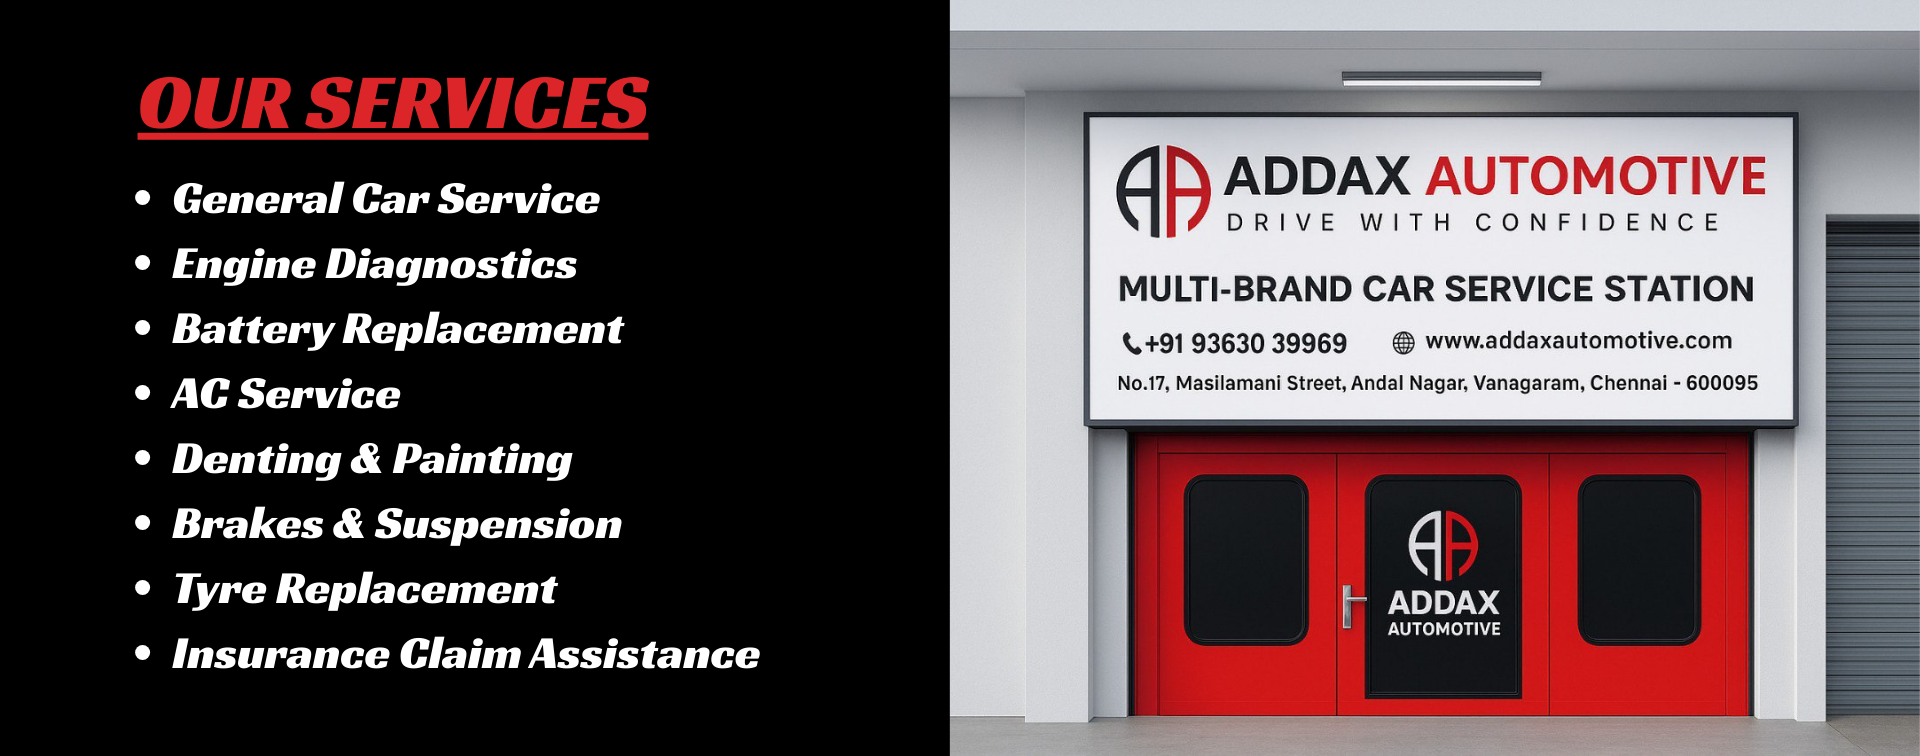 OUR SERVICES
General Car Service
Engine Diagnostics
Battery Replacement
AC Service
Denting & Painting
Brakes & Suspension
Tyre Replacement
Insurance Claim Assistance
AA ADDAX AUTOMOTIVE
DRIVE WITH CONFIDENCE
MULTI-BRAND CAR SERVICE STATION
+91 93630 39969 www.addaxautomotive.com
No.17, Masilamani Street, Andal Nagar, Vanagaram, Chennai - 600095
AA
ADDAX
AUTOMOTIVE